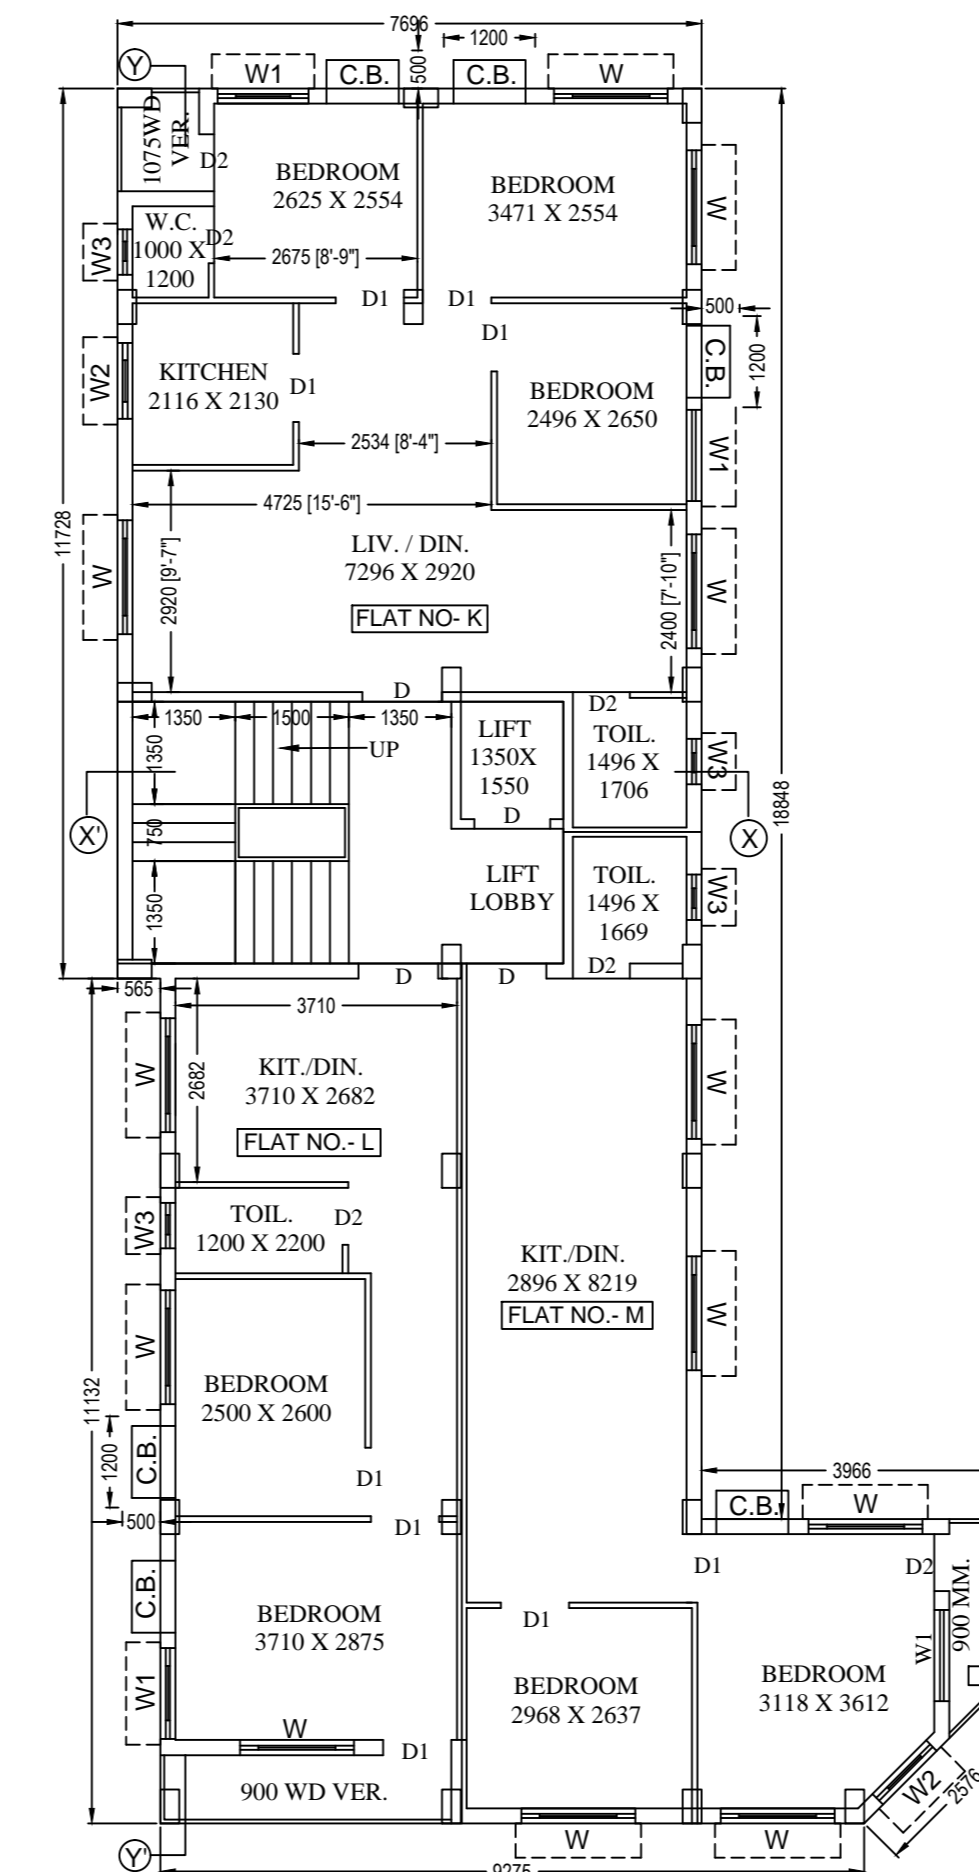 7696
1200
Y
W1
C.B.
500
C.B.
W
1075WD
VER.
D2
BEDROOM
2625 X 2554
BEDROOM
3471 X 2554
W
W.C.
1000 X
1200
D2
W3
2675 [8'-9"]
D1
D1
500
D1
C.B.
1200
W2
KITCHEN
2116 X 2130
D1
BEDROOM
2496 X 2650
2534 [8'-4"]
W1
4725 [15'-6"]
11728
W
2920 [9'-7"]
LIV. / DIN.
7296 X 2920
FLAT NO- K
2400 [7'-10"]
W
D
1350
1500
1350
D2
1350
UP
LIFT
1350X
1550
TOIL.
1496 X
1706
W3
18848
X'
750
D
X
1350
LIFT
LOBBY
TOIL.
1496 X
1669
W3
D2
D
D
565
3710
W
2682
KIT./DIN.
3710 X 2682
FLAT NO.- L
W
W3
TOIL.
1200 X 2200
D2
KIT./DIN.
2896 X 8219
FLAT NO.- M
W
W
BEDROOM
2500 X 2600
11132
1200
C.B.
D1
3966
500
D1
C.B.
W
C.B.
D1
D2
900 MM.
BEDROOM
3710 X 2875
D1
W1
W1
BEDROOM
2968 X 2637
BEDROOM
3118 X 3612
W
D1
900 WD VER.
W2
2576
W
W
Y'
9275